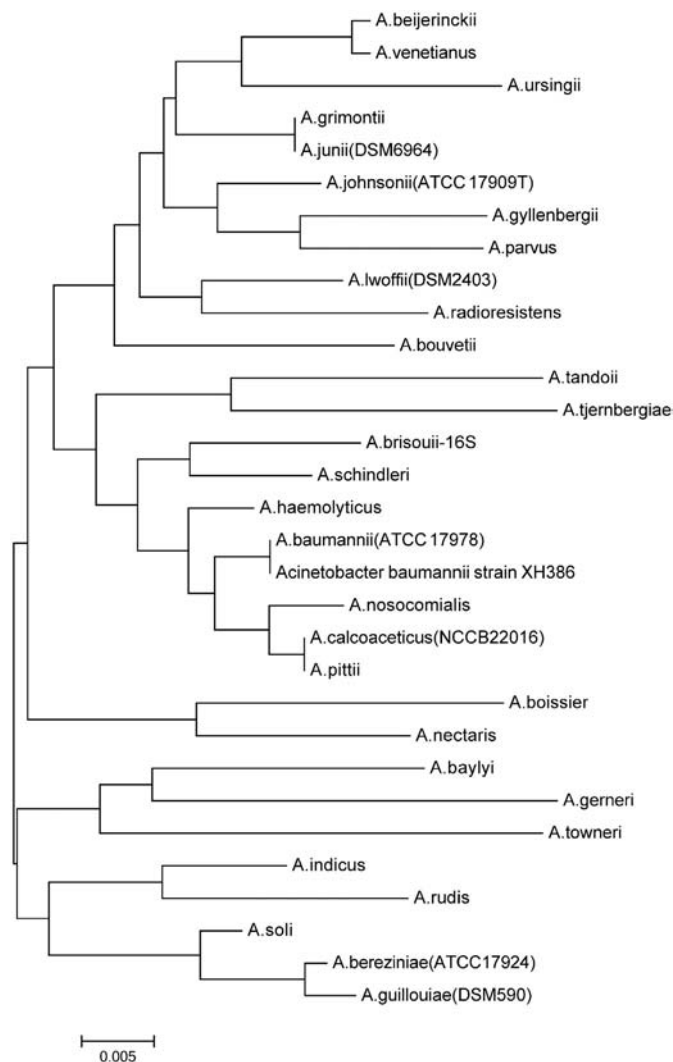 A.beijerinckii
A.venetianus
A.ursingii
A.grimontii
A.junii(DSM6964)
A.johnsonii(ATCC 17909T)
A.gyllenbergii
A.parvus
A.lwoffii(DSM2403)
A.radioresistens
A.bouvetii
A.tandoii
A.tjernbergiae
A.brisouii-16S
A.schindleri
A.haemolyticus
A.baumannii(ATCC 17978)
Acinetobacter baumannii strain XH386
A.nosocomialis
A.calcoaceticus(NCCB22016)
A.pittii
A.boissier
A.nectaris
A.baylyi
A.gerneri
A.towneri
A.indicus
A.rudis
A.soli
A.bereziniae(ATCC17924)
A.guillouiae(DSM590)
0.005